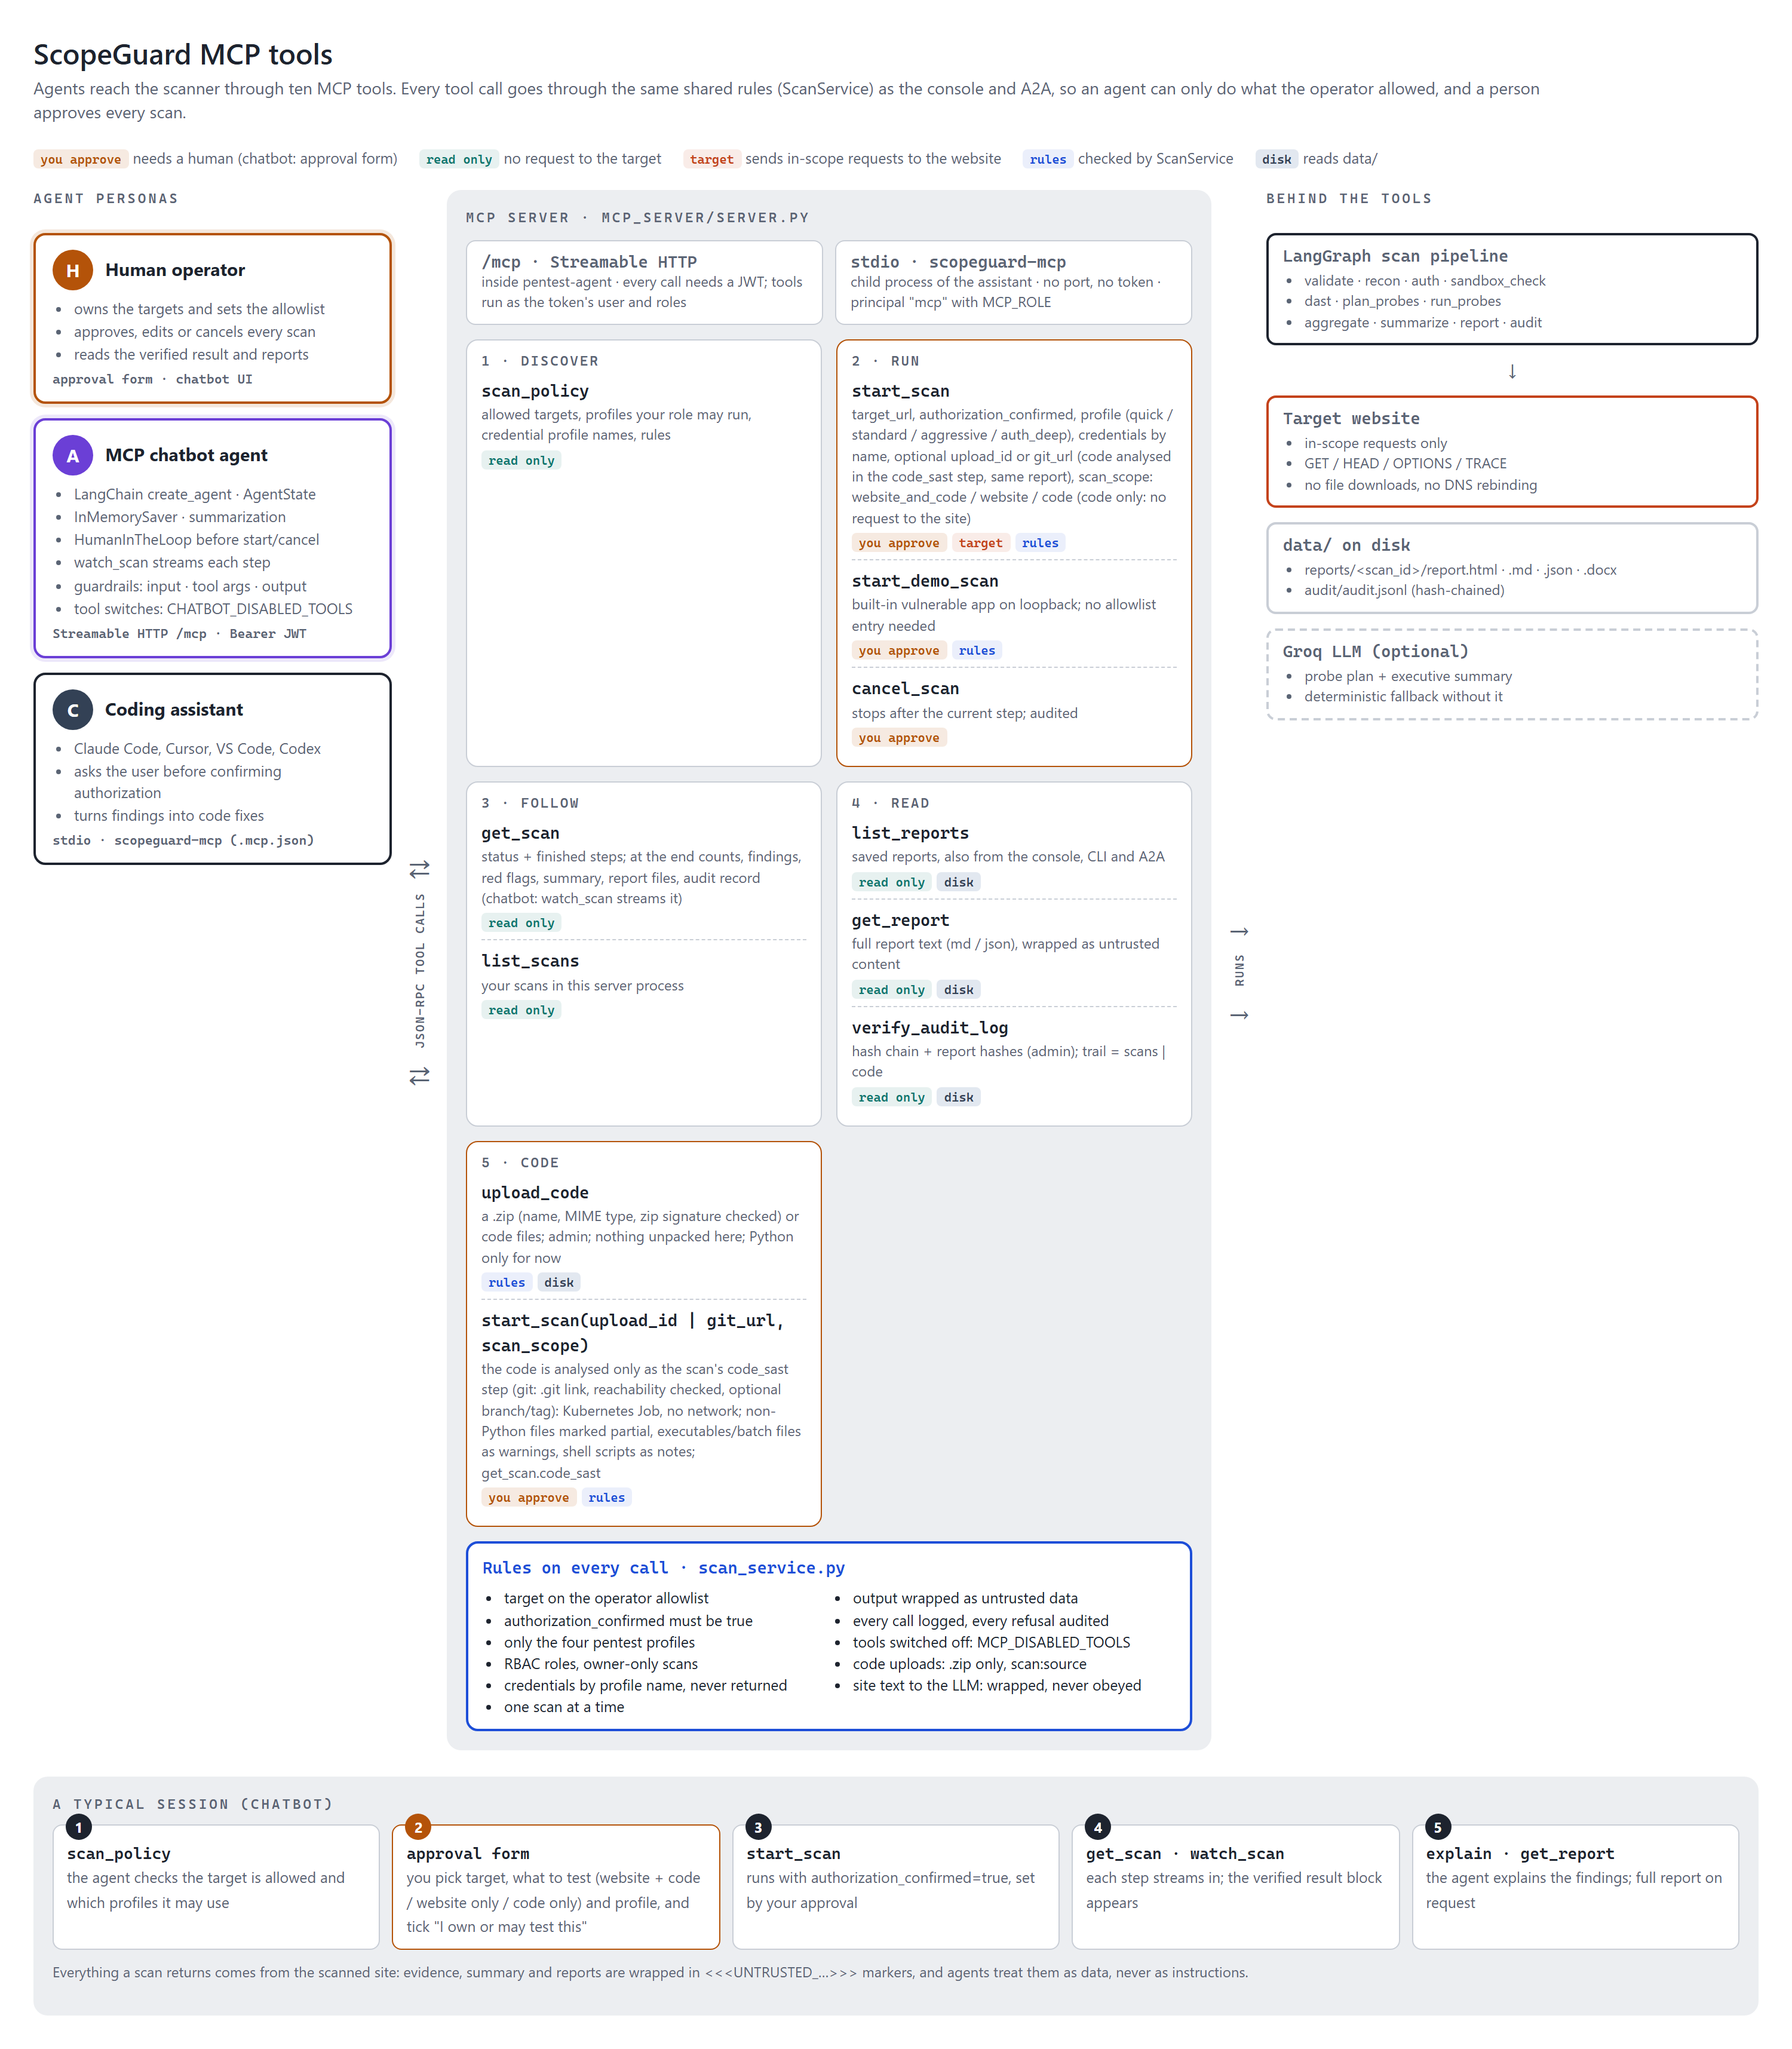 ScopeGuard MCP tools
Agents reach the scanner through ten MCP tools. Every tool call goes through the same shared rules (ScanService) as the console and A2A, so an agent can only do what the operator allowed, and a person
approves every scan.
you approve needs a human (chatbot: approval form) read only no request to the target target sends in-scope requests to the website rules checked by ScanService disk reads data/
AGENT PERSONAS
H Human operator
• owns the targets and sets the allowlist
• approves, edits or cancels every scan
• reads the verified result and reports
approval form · chatbot UI
A MCP chatbot agent
• LangChain create_agent · AgentState
• InMemorySaver · summarization
• HumanInTheLoop before start/cancel
• watch_scan streams each step
• guardrails: input · tool args · output
• tool switches: CHATBOT_DISABLED_TOOLS
Streamable HTTP /mcp · Bearer JWT
C Coding assistant
• Claude Code, Cursor, VS Code, Codex
• asks the user before confirming
authorization
• turns findings into code fixes
stdio · scopeguard-mcp (.mcp.json)
⇄ JSON-RPC TOOL CALLS ⇄
MCP SERVER · MCP_SERVER/SERVER.PY
/mcp · Streamable HTTP
inside pentest-agent · every call needs a JWT; tools
run as the token's user and roles
stdio · scopeguard-mcp
child process of the assistant · no port, no token ·
principal "mcp" with MCP_ROLE
1 · DISCOVER
scan_policy
allowed targets, profiles your role may run,
credential profile names, rules
read only
2 · RUN
start_scan
target_url, authorization_confirmed, profile (quick /
standard / aggressive / auth_deep), credentials by
name, optional upload_id or git_url (code analysed
in the code_sast step, same report), scan_scope:
website_and_code / website / code (code only: no
request to the site)
you approve target rules
start_demo_scan
built-in vulnerable app on loopback; no allowlist
entry needed
you approve rules
cancel_scan
stops after the current step; audited
you approve
3 · FOLLOW
get_scan
status + finished steps; at the end counts, findings,
red flags, summary, report files, audit record
(chatbot: watch_scan streams it)
read only
list_scans
your scans in this server process
read only
4 · READ
list_reports
saved reports, also from the console, CLI and A2A
read only disk
get_report
full report text (md / json), wrapped as untrusted
content
read only disk
verify_audit_log
hash chain + report hashes (admin); trail = scans |
code
read only disk
5 · CODE
upload_code
a .zip (name, MIME type, zip signature checked) or
code files; admin; nothing unpacked here; Python
only for now
rules disk
start_scan(upload_id | git_url,
scan_scope)
the code is analysed only as the scan's code_sast
step (git: .git link, reachability checked, optional
branch/tag): Kubernetes Job, no network; non-
Python files marked partial, executables/batch files
as warnings, shell scripts as notes;
get_scan.code_sast
you approve rules
Rules on every call · scan_service.py
• target on the operator allowlist
• authorization_confirmed must be true
• only the four pentest profiles
• RBAC roles, owner-only scans
• credentials by profile name, never returned
• one scan at a time
• output wrapped as untrusted data
• every call logged, every refusal audited
• tools switched off: MCP_DISABLED_TOOLS
• code uploads: .zip only, scan:source
• site text to the LLM: wrapped, never obeyed
→ RUNS →
BEHIND THE TOOLS
LangGraph scan pipeline
• validate · recon · auth · sandbox_check
• dast · plan_probes · run_probes
• aggregate · summarize · report · audit
↓
Target website
• in-scope requests only
• GET / HEAD / OPTIONS / TRACE
• no file downloads, no DNS rebinding
data/ on disk
• reports/<scan_id>/report.html · .md · .json · .docx
• audit/audit.jsonl (hash-chained)
Groq LLM (optional)
• probe plan + executive summary
• deterministic fallback without it
A TYPICAL SESSION (CHATBOT)
1
scan_policy
the agent checks the target is allowed and
which profiles it may use
2
approval form
you pick target, what to test (website + code
/ website only / code only) and profile, and
tick "I own or may test this"
3
start_scan
runs with authorization_confirmed=true, set
by your approval
4
get_scan · watch_scan
each step streams in; the verified result block
appears
5
explain · get_report
the agent explains the findings; full report on
request
Everything a scan returns comes from the scanned site: evidence, summary and reports are wrapped in <<<UNTRUSTED_...>>> markers, and agents treat them as data, never as instructions.